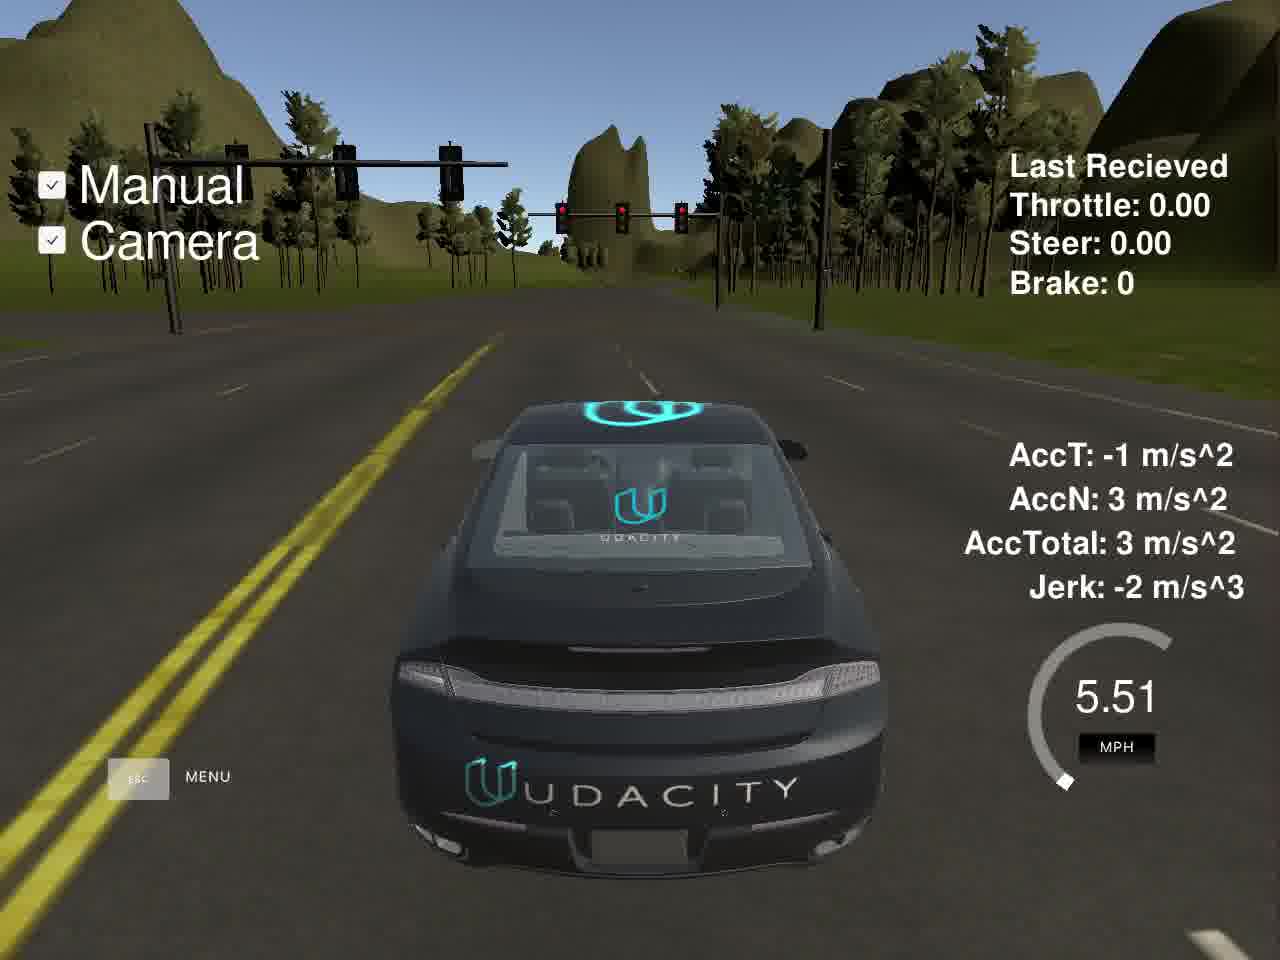 Manual
Camera
Last Recieved
Throttle: 0.00
Steer: 0.00
Brake: 0
AccT: -1 m/s^2
AccN: 3 m/s^2
AccTotal: 3 m/s^2
Jerk: -2 m/s^3
5.51
MPH
UDACITY
ESC
MENU
UDACITY